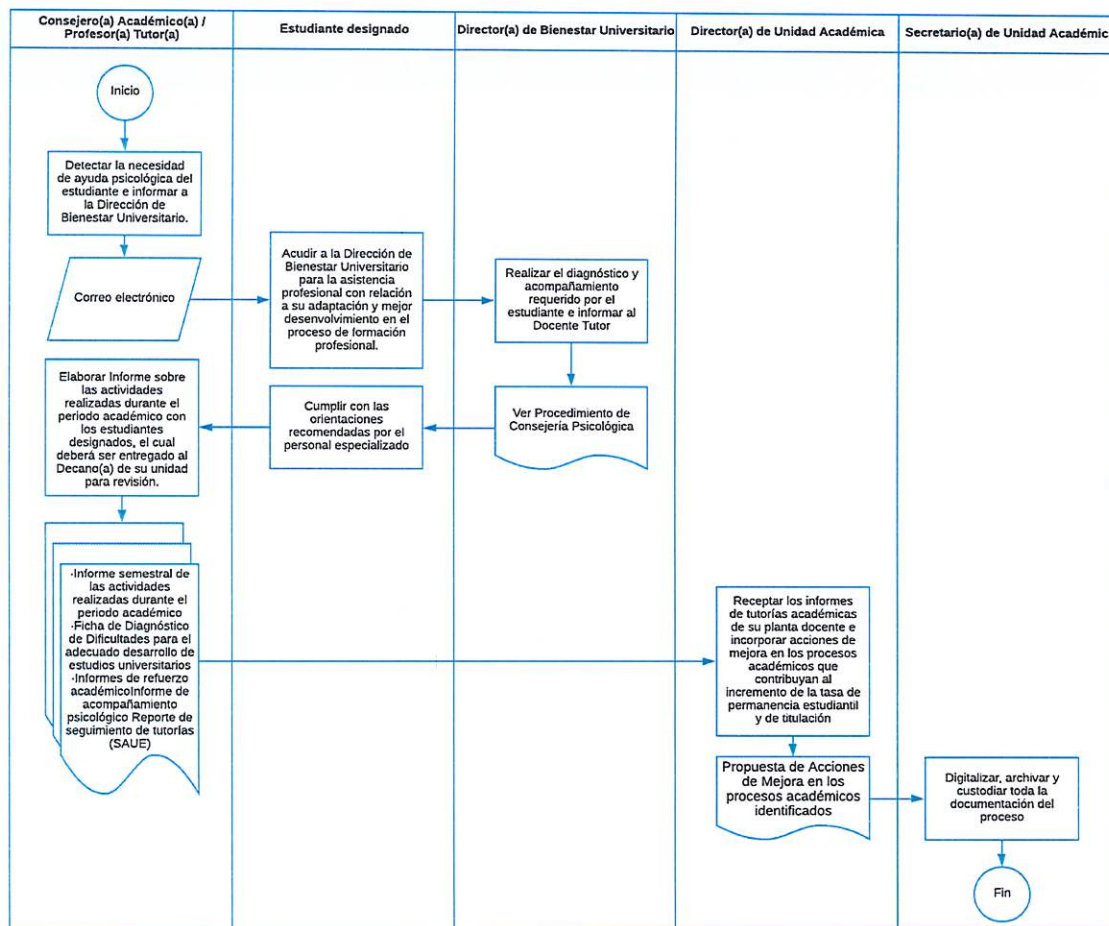 Consejero(a) Académico(a) /
Profesor(a) Tutor(a)
Estudiante designado
Director(a) de Bienestar Universitario
Director(a) de Unidad Académica
Secretario(a) de Unidad Académic
Inicio
Detectar la necesidad
de ayuda psicológica del
estudiante e informar a
la Dirección de
Bienestar Universitario.
Correo electrónico
Acudir a la Dirección de
Bienestar Universitario
para la asistencia
profesional con relación
a su adaptación y mejor
desenvolvimiento en el
proceso de formación
profesional.
Realizar el diagnóstico y
acompañamiento
requerido por el
estudiante e informar al
Docente Tutor
Ver Procedimiento de
Consejería Psicológica
Cumplir con las
orientaciones
recomendadas por el
personal especializado
Elaborar Informe sobre
las actividades
realizadas durante el
periodo académico con
los estudiantes
designados, el cual
deberá ser entregado al
Decano(a) de su unidad
para revisión.
·Informe semestral de
las actividades
realizadas durante el
periodo académico
·Ficha de Diagnóstico
de Dificultades para el
adecuado desarrollo de
estudios universitarios
·Informes de refuerzo
académicoInforme de
acompañamiento
psicológico Reporte de
seguimiento de tutorías
(SAUE)
Receptar los informes
de tutorías académicas
de su planta docente e
incorporar acciones de
mejora en los procesos
académicos que
contribuyan al
incremento de la tasa de
permanencia estudiantil
y de titulación
Propuesta de Acciones
de Mejora en los
procesos académicos
identificados
Digitalizar, archivar y
custodiar toda la
documentación del
proceso
Fin